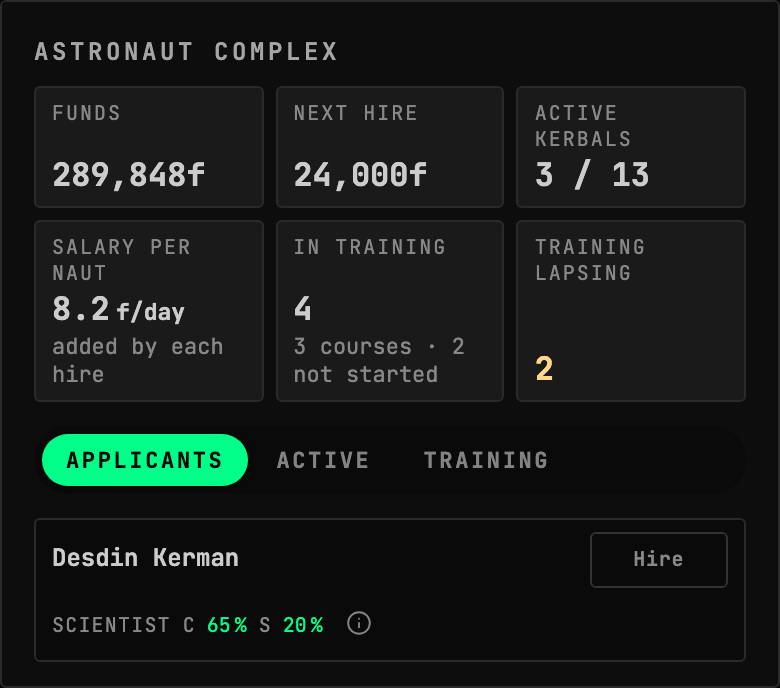 ASTRONAUT COMPLEX
FUNDS
289,848f
NEXT HIRE
24,000f
ACTIVE
KERBALS
3 / 13
SALARY PER
NAUT
8.2 f/day
added by each
hire
IN TRAINING
4
3 courses · 2
not started
TRAINING
LAPSING
2
APPLICANTS
ACTIVE
TRAINING
Desdin Kerman
Hire
SCIENTIST C 65% S 20%